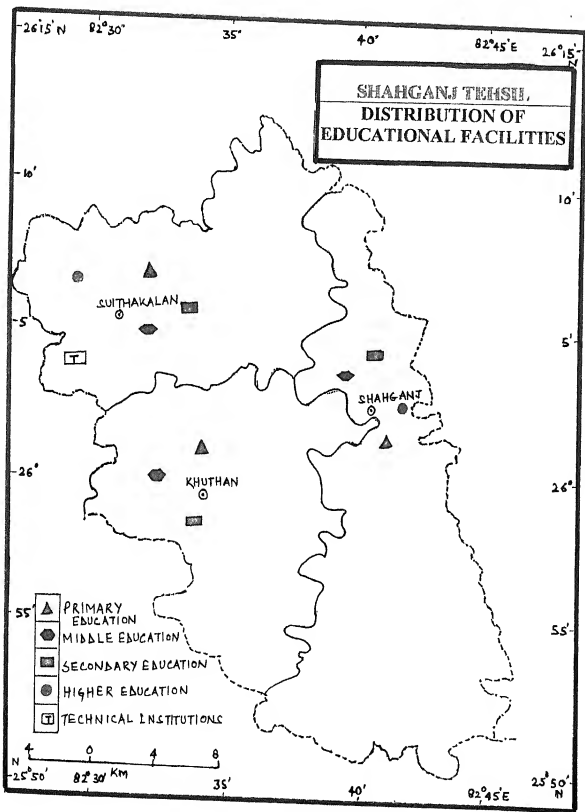 26°15' N
82°30'
35'
40'
82°45'E
26°15'
N
SHAHGANJ TEHSIL
DISTRIBUTION OF
EDUCATIONAL FACILITIES
10'
10'
SUITHAKALAN
5'
5'
T
SHAHGANJ
26°
KHUTHAN
26°
PRIMARY
EDUCATION
55'
MIDDLE EDUCATION
55'
SECONDARY EDUCATION
HIGHER EDUCATION
T TECHNICAL INSTITUTIONS
4 0 4 8
KM
N
25°50'
82°30'
35'
40'
82°45'E
25°50'
N